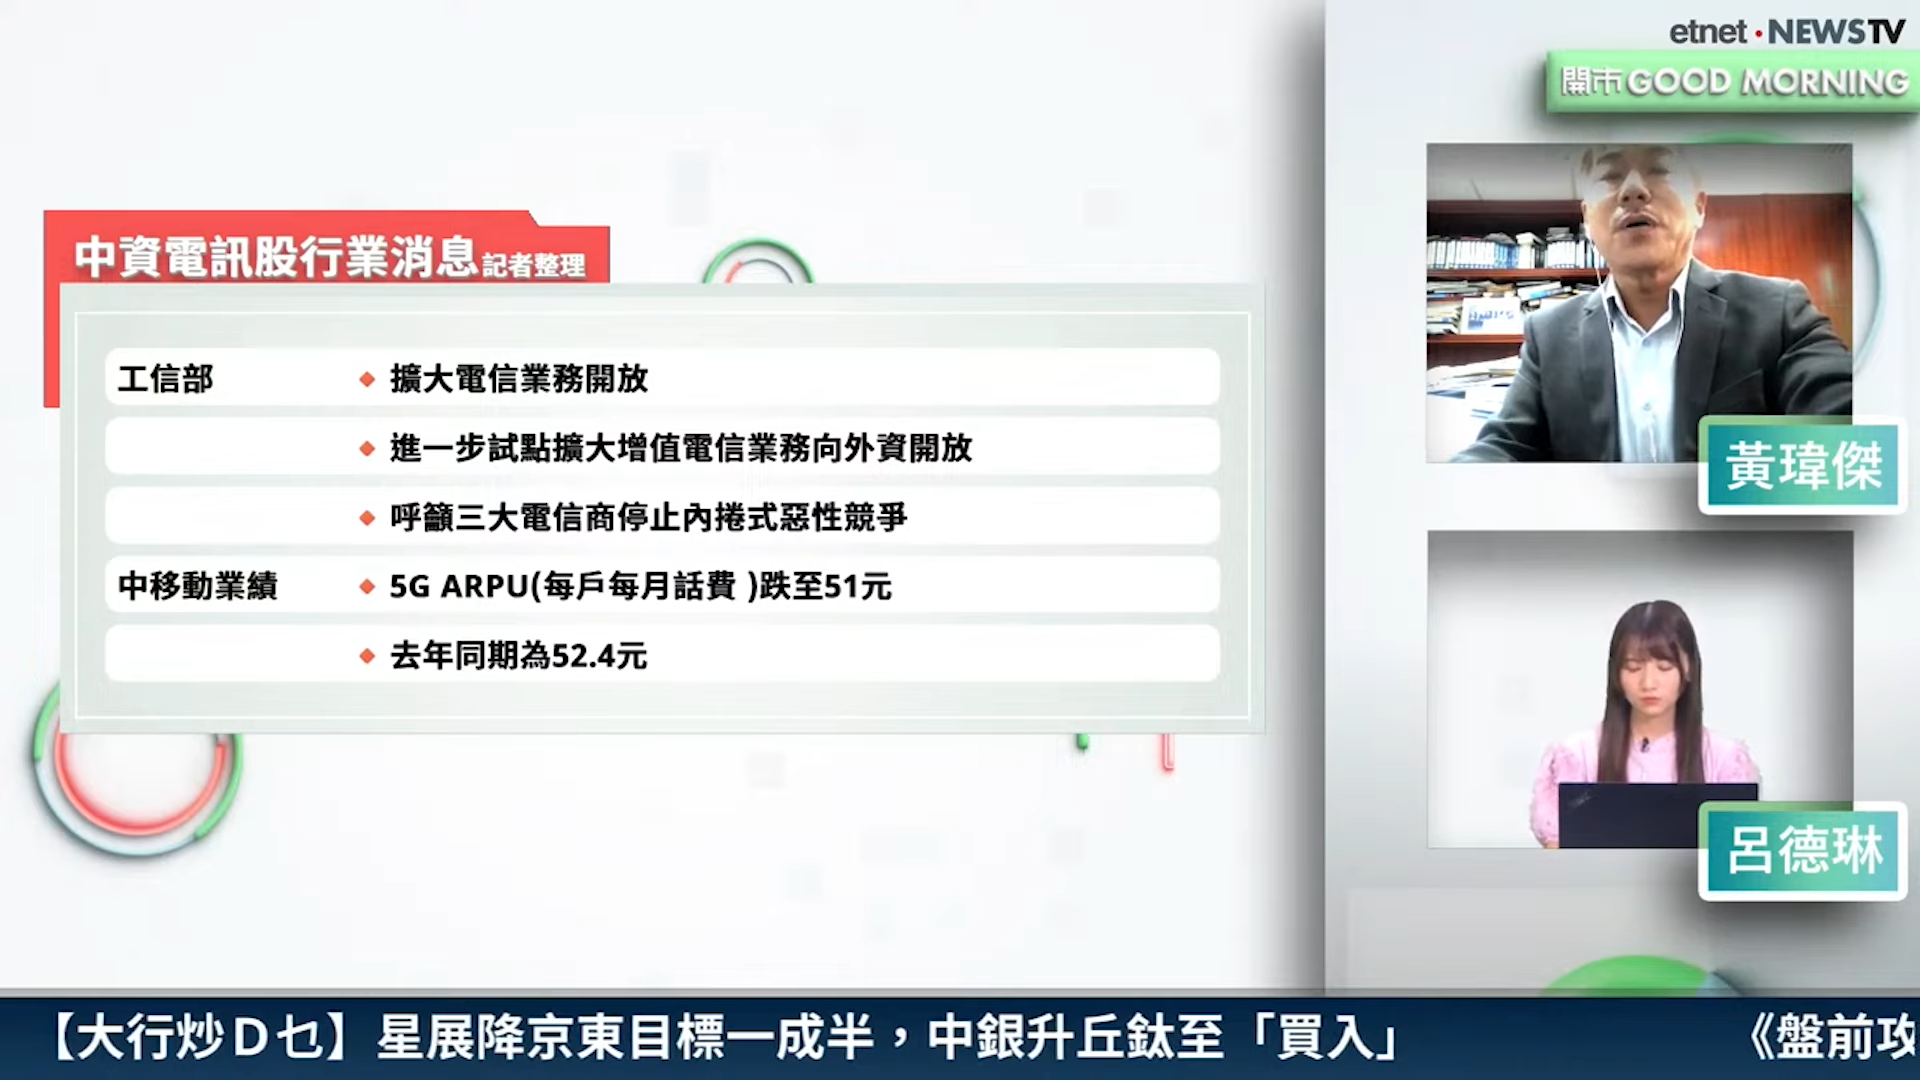 etnet·NEWSTV
開市GOOD MORNING
中資電訊股行業消息 記者整理
工信部 ◆ 擴大電信業務開放
◆ 進一步試點擴大增值電信業務向外資開放
◆ 呼籲三大電信商停止內捲式惡性競爭
中移動業績 ◆ 5G ARPU(每戶每月話費 )跌至51元
◆ 去年同期為52.4元
黃瑋傑
呂德琳
【大行炒Ｄ乜】星展降京東目標一成半，中銀升丘鈦至「買入」 《盤前攻